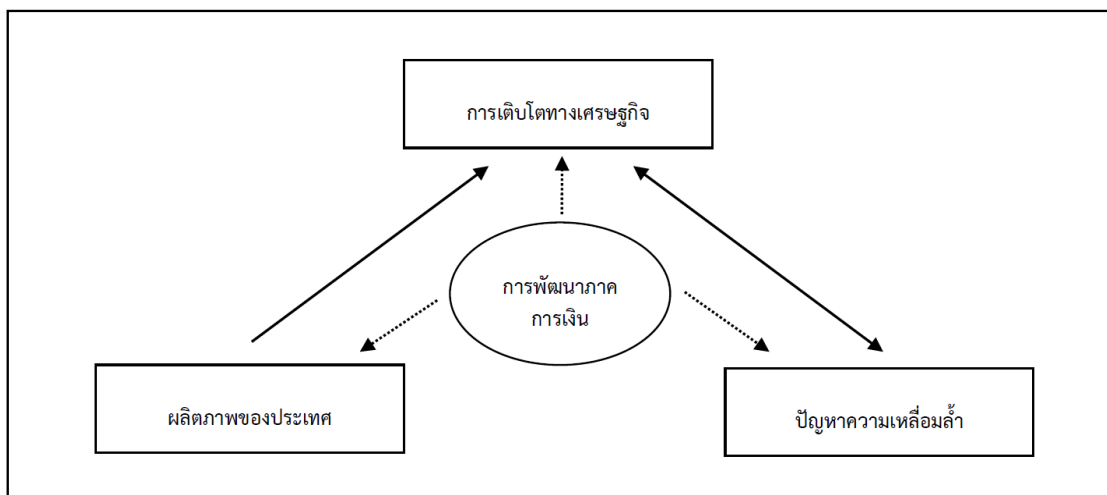 การเติบโตทางเศรษฐกิจ
การพัฒนาภาค
การเงิน
ผลิตภาพของประเทศ
ปัญหาความเหลื่อมล้ำ